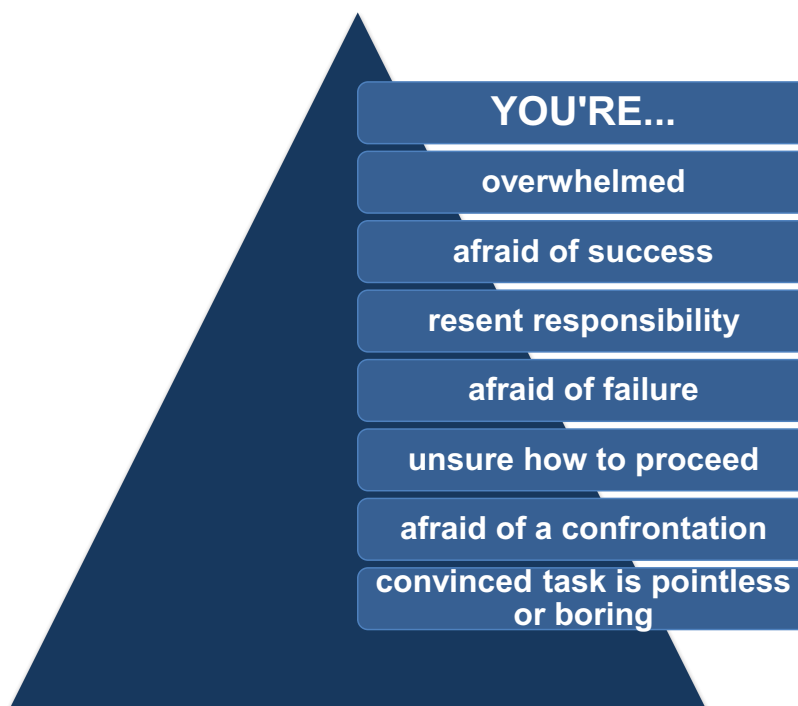 YOU'RE...
overwhelmed
afraid of success
resent responsibility
afraid of failure
unsure how to proceed
afraid of a confrontation
convinced task is pointless
or boring